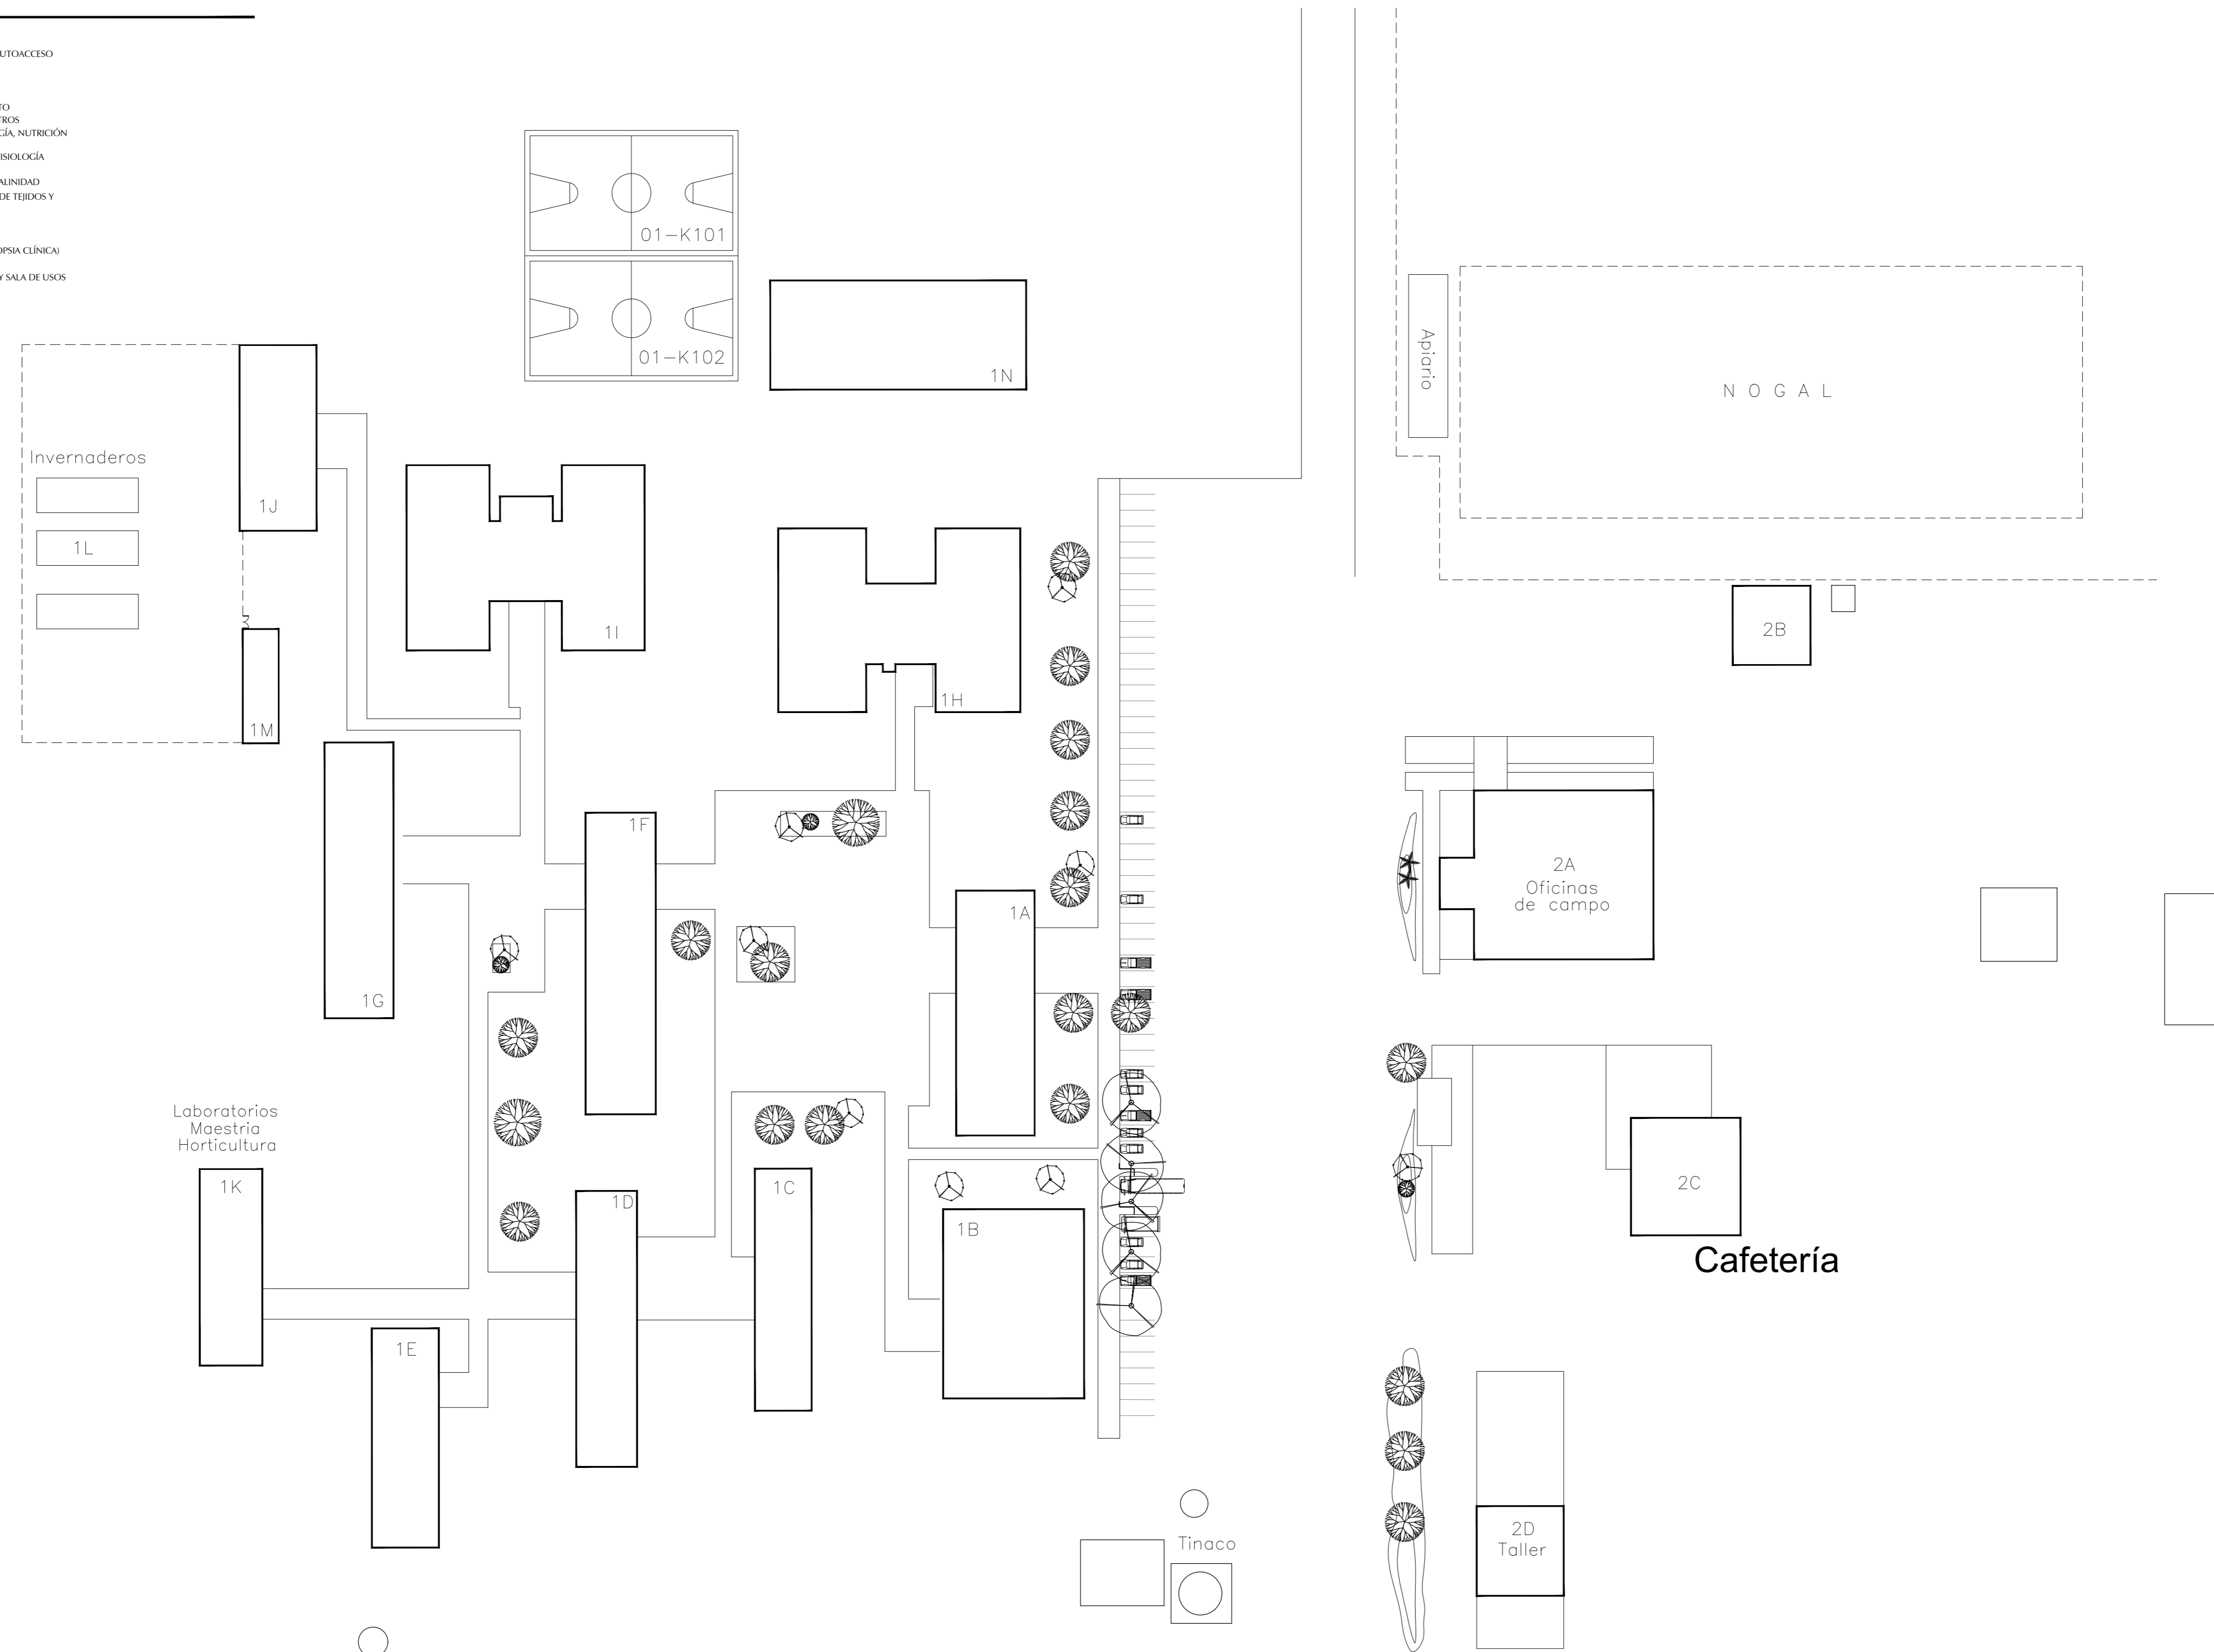 UTOACCESO
TO
TROS
GÍA, NUTRICIÓN
ISIOLOGÍA
ALINIDAD
DE TEJIDOS Y
OPSIA CLÍNICA)
Y SALA DE USOS
01-K101
01-K102
1N
Apiario
N O G A L
Invernaderos
1J
1L
1I
2B
1H
1M
1F
2A
Oficinas
de campo
1A
1G
Laboratorios
Maestria
Horticultura
1K
1D
1C
2C
1B
Cafetería
1E
2D
Taller
Tinaco